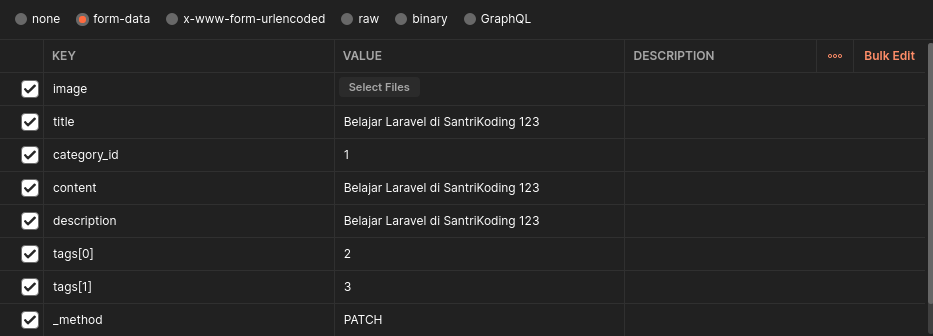 none form-data x-www-form-urlencoded raw binary GraphQL
KEY VALUE DESCRIPTION ooo Bulk Edit
image Select Files
title Belajar Laravel di SantriKoding 123
category_id 1
content Belajar Laravel di SantriKoding 123
description Belajar Laravel di SantriKoding 123
tags[0] 2
tags[1] 3
_method PATCH